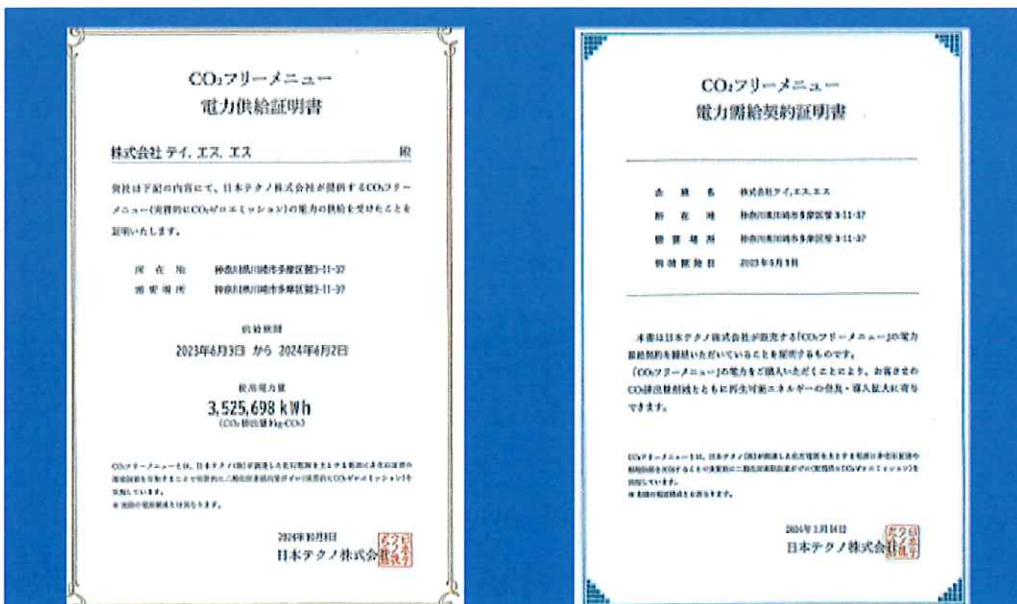 CO₂フリーメニュー
電力供給証明書
株式会社 テイ．エス．エス 殿
貴社は下記の内容にて、日本テクノ株式会社が提供するCO₂フリー
メニュー(実質的にCO₂ゼロエミッション)の電力の供給を受けたことを
証明いたします。
所在地 神奈川県川崎市多摩区菅3-11-37
需要場所 神奈川県川崎市多摩区菅3-11-37
供給期間
2023年6月3日 から 2024年6月2日
使用電力量
3,525,698 kWh
(CO₂排出量 0kg-CO₂)
2024年10月8日
日本テクノ株式会社
CO₂フリーメニュー
電力需給契約証明書
会社名 株式会社テイ.エス.エス
所在地 神奈川県川崎市多摩区菅 3-11-37
需要場所 神奈川県川崎市多摩区菅 3-11-37
供給開始日 2023年6月3日
本書は日本テクノ株式会社が販売する「CO₂フリーメニュー」の電力
需給契約を締結いただいていることを証明するものです。
「CO₂フリーメニュー」の電力をご購入いただくことにより、お客さまの
CO₂排出量削減とともに再生可能エネルギーの普及・導入拡大に寄与
できます。
日本テクノ株式会社